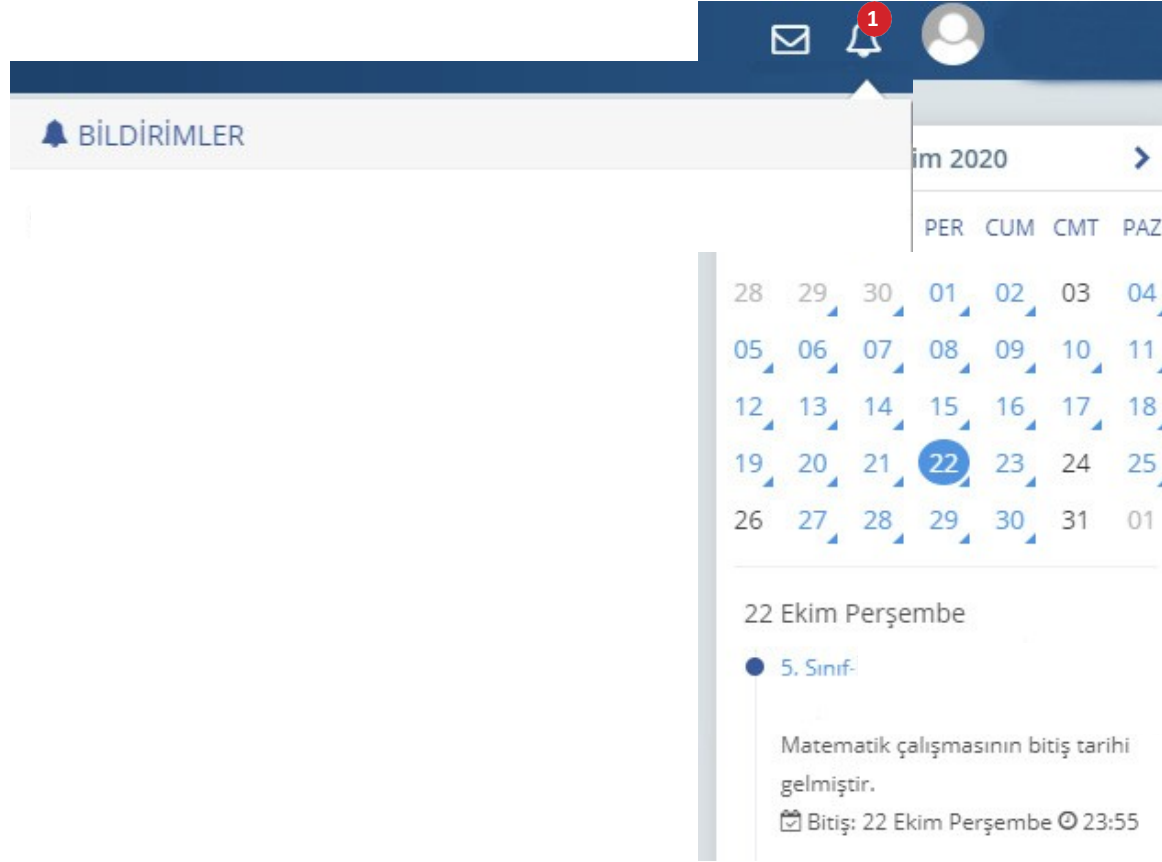 1
BİLDİRİMLER
im 2020
PER CUM CMT PAZ
28 29 30 01 02 03 04
05 06 07 08 09 10 11
12 13 14 15 16 17 18
19 20 21 22 23 24 25
26 27 28 29 30 31 01
22 Ekim Perşembe
5. Sınıf-
Matematik çalışmasının bitiş tarihi
gelmiştir.
Bitiş: 22 Ekim Perşembe 23:55